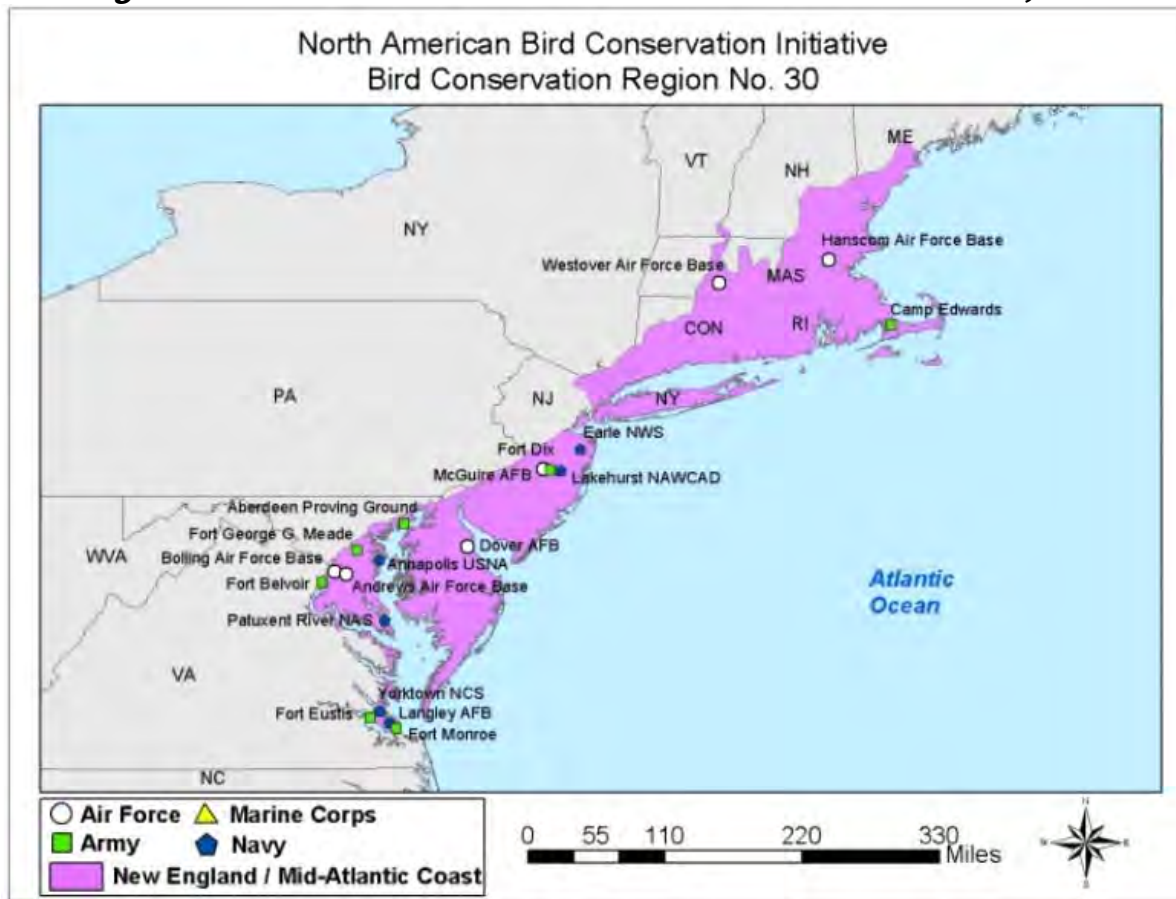 North American Bird Conservation Initiative
Bird Conservation Region No. 30
ME
VT
NH
NY
Hanscom Air Force Base
Westover Air Force Base
MAS
Camp Edwards
CON
RI
PA
NJ
NY
Earle NWS
Fort Dix
McGuire AFB
Lakehurst NAWCAD
Aberdeen Proving Ground
Fort George G. Meade
WVA
Dover AFB
Bolling Air Force Base
Annapolis USNA
Fort Belvoir
Andrews Air Force Base
Atlantic
Ocean
Patuxent River NAS
VA
Yorktown NCS
Fort Eustis
Langley AFB
Fort Monroe
NC
Air Force
Marine Corps
Army
Navy
New England / Mid-Atlantic Coast
0 55 110 220 330
Miles
N
W
E
S